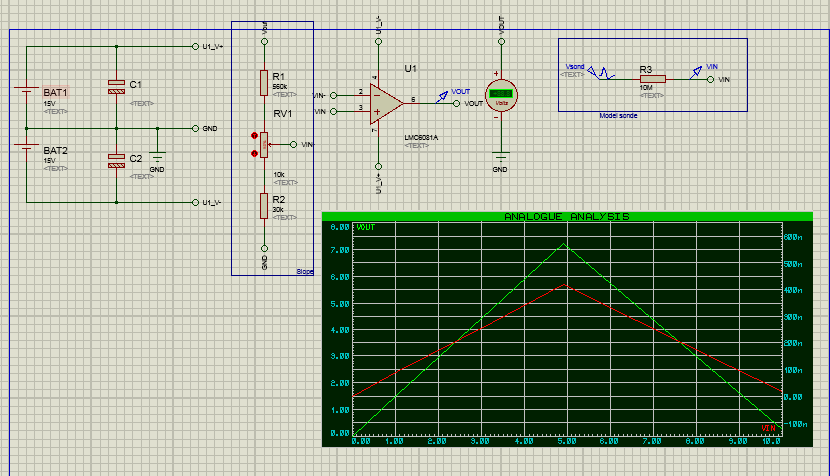 BAT1
15V
<TEXT>
BAT2
15V
<TEXT>
C1
<TEXT>
C2
<TEXT>
GND
U1_V+
GND
U1_V-
Vout
R1
560k
<TEXT>
RV1
VIN-
10k
<TEXT>
R2
30k
<TEXT>
GND
Slope
U1_V-
4
U1
VIN-
2
VIN
3
6
7
VOUT
VOUT
LMC6081A
<TEXT>
U1_V+
VOUT
+
Volts
-
GND
Vsond
<TEXT>
R3
10M
<TEXT>
VIN
VIN
Model sonde
ANALOGUE ANALYSIS
VOUT
8.00
7.00
6.00
5.00
4.00
3.00
2.00
1.00
0.00
600m
500m
400m
300m
200m
100m
0.00
-100m
VIN
0.00 1.00 2.00 3.00 4.00 5.00 6.00 7.00 8.00 9.00 10.0